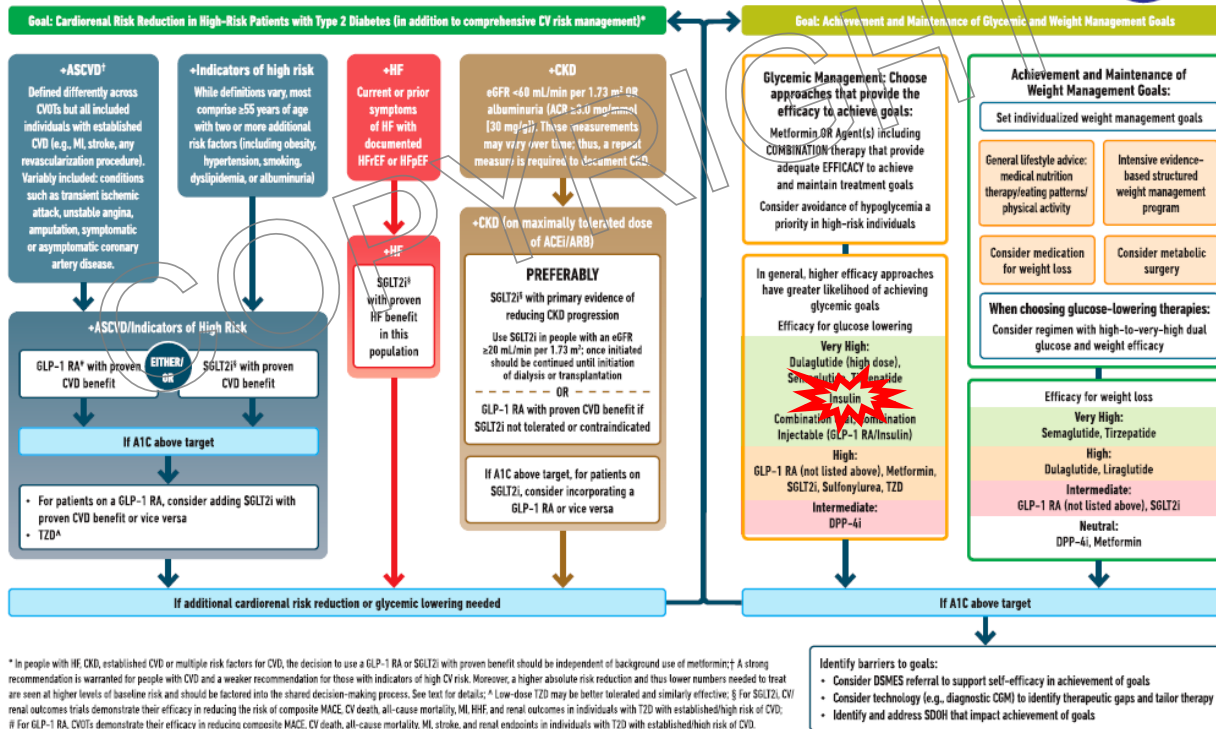 Goal: Cardiorenal Risk Reduction in High-Risk Patients with Type 2 Diabetes (in addition to comprehensive CV risk management)*
+ASCVD†
Defined differently across
CVOTs but all included
individuals with established
CVD (e.g., MI, stroke, any
revascularization procedure).
Variably included: conditions
such as transient ischemic
attack, unstable angina,
amputation, symptomatic
or asymptomatic coronary
artery disease.
+Indicators of high risk
While definitions vary, most
comprise ≥55 years of age
with two or more additional
risk factors (including obesity,
hypertension, smoking,
dyslipidemia, or albuminuria)
+HF
Current or prior
symptoms
of HF with
documented
HFrEF or HFpEF
+CKD
eGFR <60 mL/min per 1.73 m² OR
albuminuria (ACR ≥3.0 mg/mmol
[30 mg/g]). These measurements
may vary over time; thus, a repeat
measure is required to document CKD.
+ASCVD/Indicators of High Risk
GLP-1 RA# with proven
CVD benefit
EITHER/
OR
SGLT2i§ with proven
CVD benefit
If A1C above target
• For patients on a GLP-1 RA, consider adding SGLT2i with
proven CVD benefit or vice versa
• TZD^
+HF
SGLT2i§
with proven
HF benefit
in this
population
+CKD (on maximally tolerated dose
of ACEi/ARB)
PREFERABLY
SGLT2i§ with primary evidence of
reducing CKD progression
Use SGLT2i in people with an eGFR
≥20 mL/min per 1.73 m²; once initiated
should be continued until initiation
of dialysis or transplantation
OR
GLP-1 RA with proven CVD benefit if
SGLT2i not tolerated or contraindicated
If A1C above target, for patients on
SGLT2i, consider incorporating a
GLP-1 RA or vice versa
If additional cardiorenal risk reduction or glycemic lowering needed
Goal: Achievement and Maintenance of Glycemic and Weight Management Goals
Glycemic Management: Choose
approaches that provide the
efficacy to achieve goals:
Metformin OR Agent(s) including
COMBINATION therapy that provide
adequate EFFICACY to achieve
and maintain treatment goals
Consider avoidance of hypoglycemia a
priority in high-risk individuals
In general, higher efficacy approaches
have greater likelihood of achieving
glycemic goals
Efficacy for glucose lowering
Very High:
Dulaglutide (high dose),
Semaglutide, Tirzepatide
Insulin
Combination Oral, Combination
Injectable (GLP-1 RA/Insulin)
High:
GLP-1 RA (not listed above), Metformin,
SGLT2i, Sulfonylurea, TZD
Intermediate:
DPP-4i
Achievement and Maintenance of
Weight Management Goals:
Set individualized weight management goals
General lifestyle advice:
medical nutrition
therapy/eating patterns/
physical activity
Intensive evidence-
based structured
weight management
program
Consider medication
for weight loss
Consider metabolic
surgery
When choosing glucose-lowering therapies:
Consider regimen with high-to-very-high dual
glucose and weight efficacy
Efficacy for weight loss
Very High:
Semaglutide, Tirzepatide
High:
Dulaglutide, Liraglutide
Intermediate:
GLP-1 RA (not listed above), SGLT2i
Neutral:
DPP-4i, Metformin
If A1C above target
Identify barriers to goals:
• Consider DSMES referral to support self-efficacy in achievement of goals
• Consider technology (e.g., diagnostic CGM) to identify therapeutic gaps and tailor therapy
• Identify and address SDOH that impact achievement of goals
* In people with HF, CKD, established CVD or multiple risk factors for CVD, the decision to use a GLP-1 RA or SGLT2i with proven benefit should be independent of background use of metformin;† A strong
recommendation is warranted for people with CVD and a weaker recommendation for those with indicators of high CV risk. Moreover, a higher absolute risk reduction and thus lower numbers needed to treat
are seen at higher levels of baseline risk and should be factored into the shared decision-making process. See text for details; ^ Low-dose TZD may be better tolerated and similarly effective; § For SGLT2i, CV/
renal outcomes trials demonstrate their efficacy in reducing the risk of composite MACE, CV death, all-cause mortality, MI, HHF, and renal outcomes in individuals with T2D with established/high risk of CVD;
# For GLP-1 RA, CVOTs demonstrate their efficacy in reducing composite MACE, CV death, all-cause mortality, MI, stroke, and renal endpoints in individuals with T2D with established/high risk of CVD.
COPYRIGHT